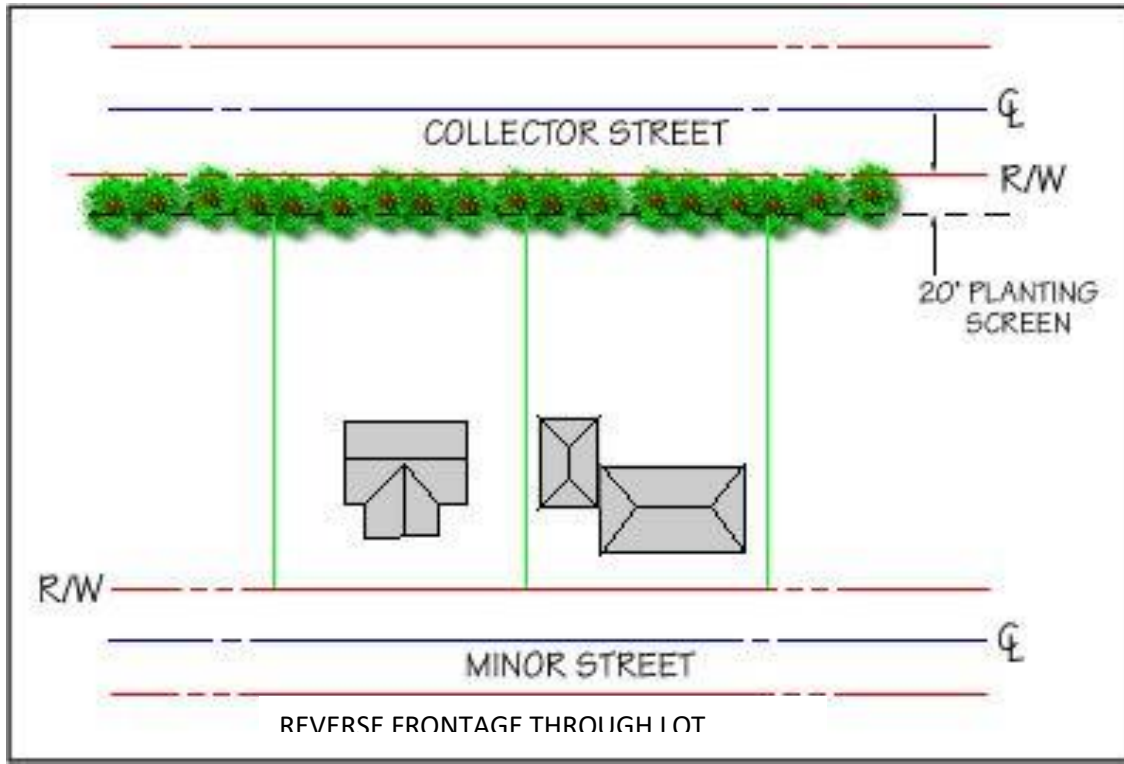 ℄
COLLECTOR STREET
R/W
20' PLANTING
SCREEN
R/W
℄
MINOR STREET
REVERSE FRONTAGE THROUGH LOT